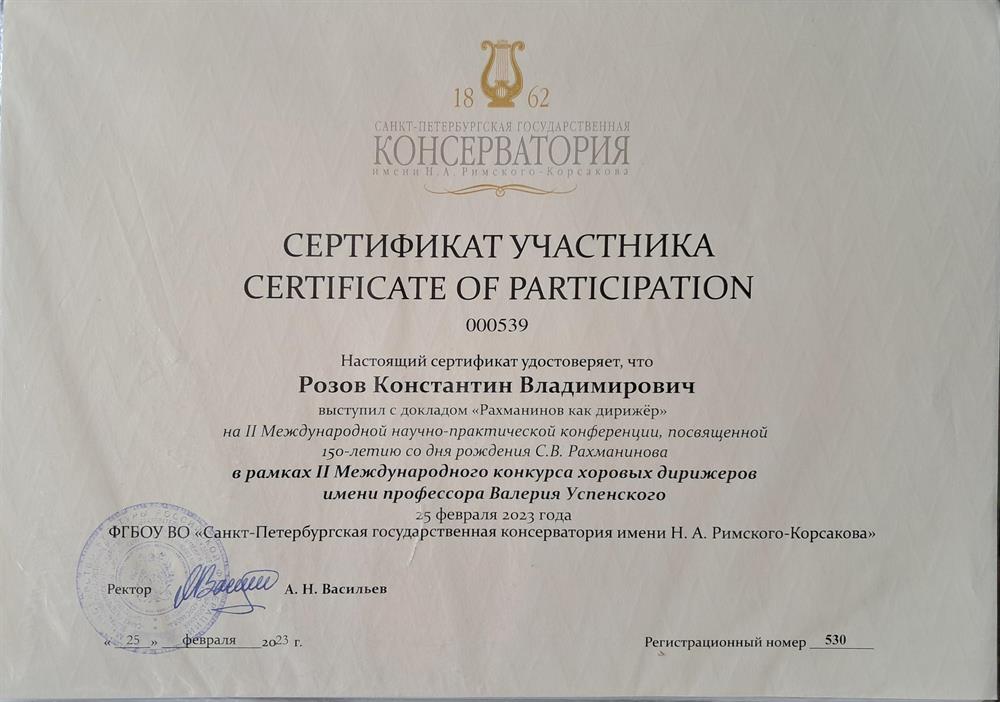 18 62
САНКТ-ПЕТЕРБУРГСКАЯ ГОСУДАРСТВЕННАЯ
КОНСЕРВАТОРИЯ
имени Н. А. Римского-Корсакова
СЕРТИФИКАТ УЧАСТНИКА
CERTIFICATE OF PARTICIPATION
000539
Настоящий сертификат удостоверяет, что
Розов Константин Владимирович
выступил с докладом «Рахманинов как дирижёр»
на II Международной научно-практической конференции, посвященной
150-летию со дня рождения С.В. Рахманинова
в рамках II Международного конкурса хоровых дирижеров
имени профессора Валерия Успенского
25 февраля 2023 года
ФГБОУ ВО «Санкт-Петербургская государственная консерватория имени Н. А. Римского-Корсакова»
Ректор А. Н. Васильев
« 25 » февраля 2023 г.
Регистрационный номер 530